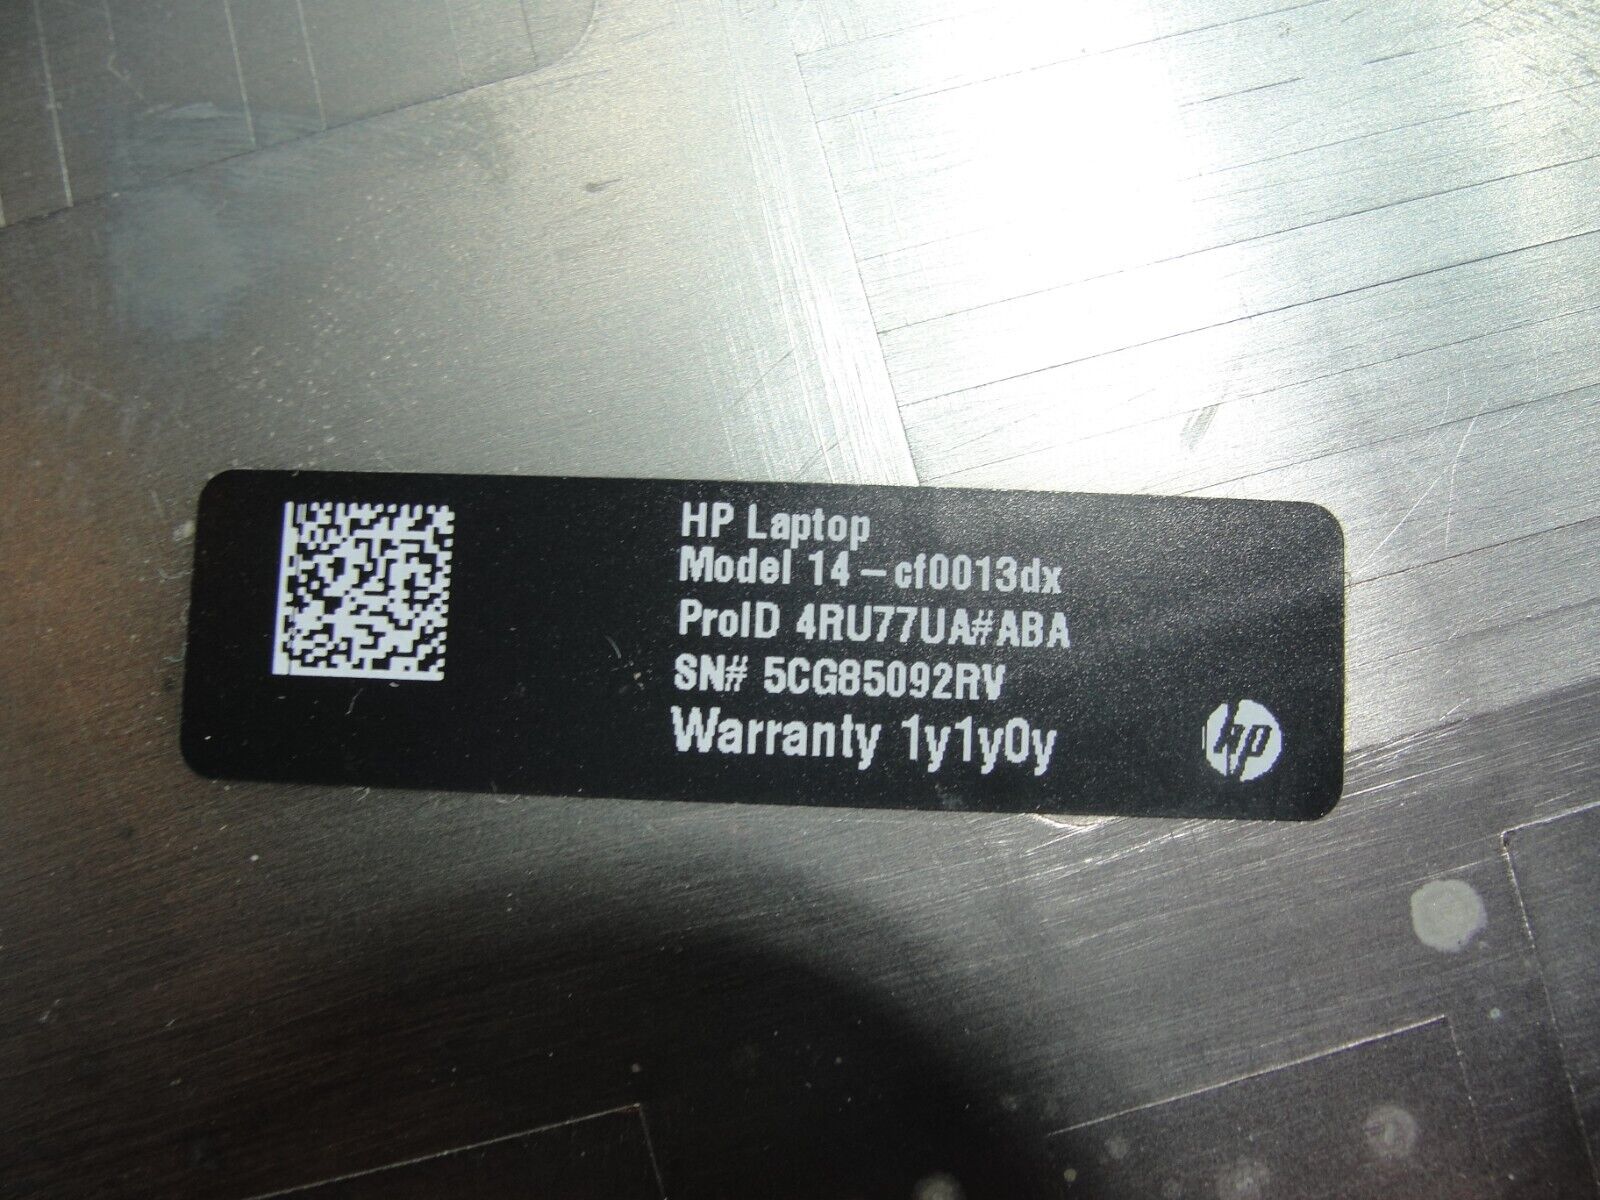 HP Laptop
Model 14-cf0013dx
ProID 4RU77UA#ABA
SN# 5CG85092RV
Warranty 1y1y0y
hp